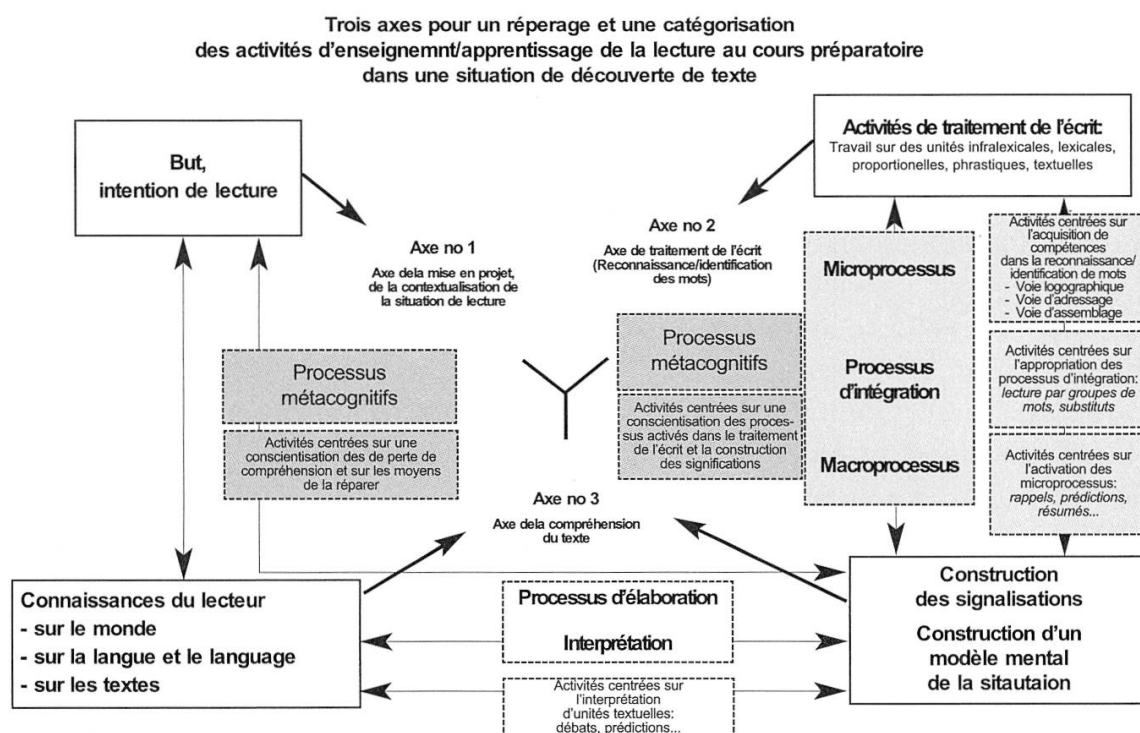 Trois axes pour un réperage et une catégorisation
des activités d'enseignemnt/apprentissage de la lecture au cours préparatoire
dans une situation de découverte de texte
But,
intention de lecture
Activités de traitement de l'écrit:
Travail sur des unités infralexicales, lexicales,
proportionelles, phrastiques, textuelles
Axe no 1
Axe dela mise en projet,
de la contextualisation de
la situation de lecture
Axe no 2
Axe de traitement de l'écrit
(Reconnaissance/identification
des mots)
Microprocessus
Processus
d'intégration
Macroprocessus
Activités centrées sur
l'acquisition de
compétences
dans la reconnaissance/
identification de mots
- Voie logographique
- Voie d'adressage
- Voie d'assemblage
Activités centrées sur
l'appropriation des
processus d'intégration:
lecture par groupes de
mots, substituts
Activités centrées sur
l'activation des
microprocessus:
rappels, prédictions,
résumés...
Processus
métacognitifs
Activités centrées sur une
conscientisation des de perte de
compréhension et sur les moyens
de la réparer
Processus
métacognitifs
Activités centrées sur une
conscientisation des proces-
sus activés dans le traitement
de l'écrit et la construction
des significations
Axe no 3
Axe dela compréhension
du texte
Connaissances du lecteur
- sur le monde
- sur la langue et le language
- sur les textes
Processus d'élaboration
Interprétation
Activités centrées sur
l'interprétation
d'unités textuelles:
débats, prédictions...
Construction
des signalisations
Construction d'un
modèle mental
de la sitautaion